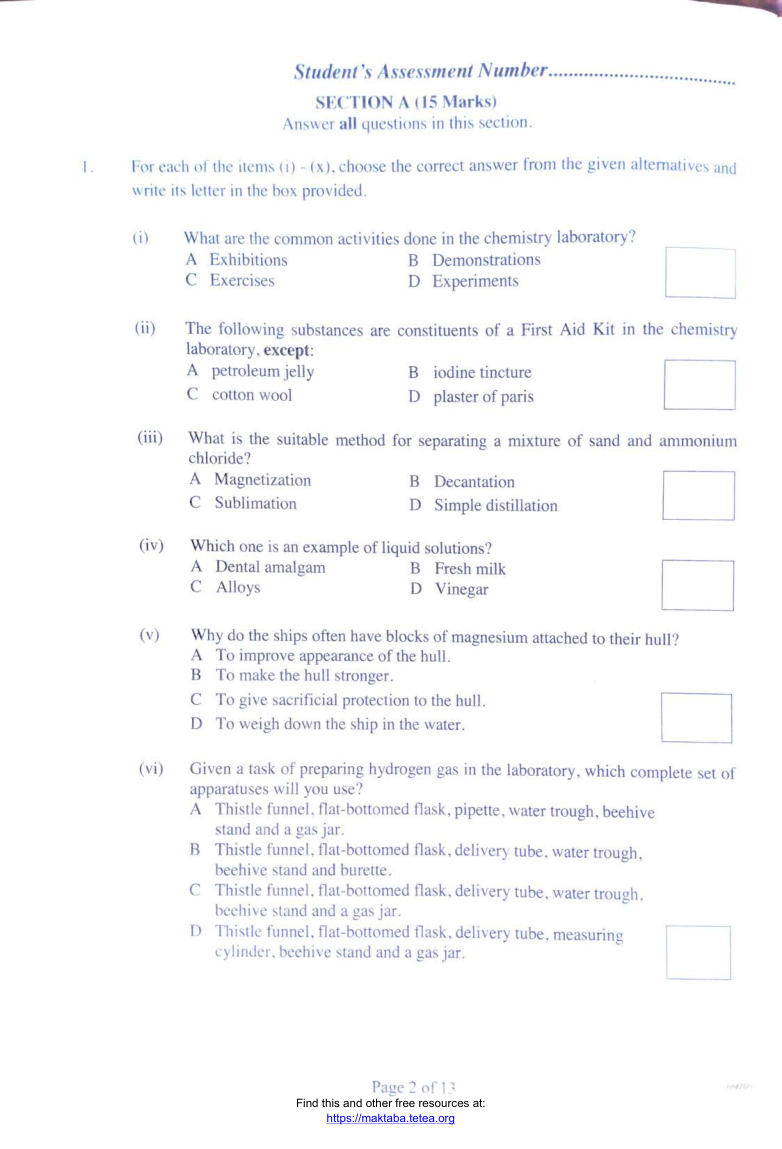 Student's Assessment Number.......................................
SECTION A (15 Marks)
Answer all questions in this section.
1. For each of the items (i) - (x), choose the correct answer from the given alternatives and
write its letter in the box provided.
(i) What are the common activities done in the chemistry laboratory?
A Exhibitions B Demonstrations
C Exercises D Experiments
(ii) The following substances are constituents of a First Aid Kit in the chemistry
laboratory, except:
A petroleum jelly B iodine tincture
C cotton wool D plaster of paris
(iii) What is the suitable method for separating a mixture of sand and ammonium
chloride?
A Magnetization B Decantation
C Sublimation D Simple distillation
(iv) Which one is an example of liquid solutions?
A Dental amalgam B Fresh milk
C Alloys D Vinegar
(v) Why do the ships often have blocks of magnesium attached to their hull?
A To improve appearance of the hull.
B To make the hull stronger.
C To give sacrificial protection to the hull.
D To weigh down the ship in the water.
(vi) Given a task of preparing hydrogen gas in the laboratory, which complete set of
apparatuses will you use?
A Thistle funnel, flat-bottomed flask, pipette, water trough, beehive
stand and a gas jar.
B Thistle funnel, flat-bottomed flask, delivery tube, water trough,
beehive stand and burette.
C Thistle funnel, flat-bottomed flask, delivery tube, water trough,
beehive stand and a gas jar.
D Thistle funnel, flat-bottomed flask, delivery tube, measuring
cylinder, beehive stand and a gas jar.
Page 2 of 13
Find this and other free resources at:
https://maktaba.tetea.org